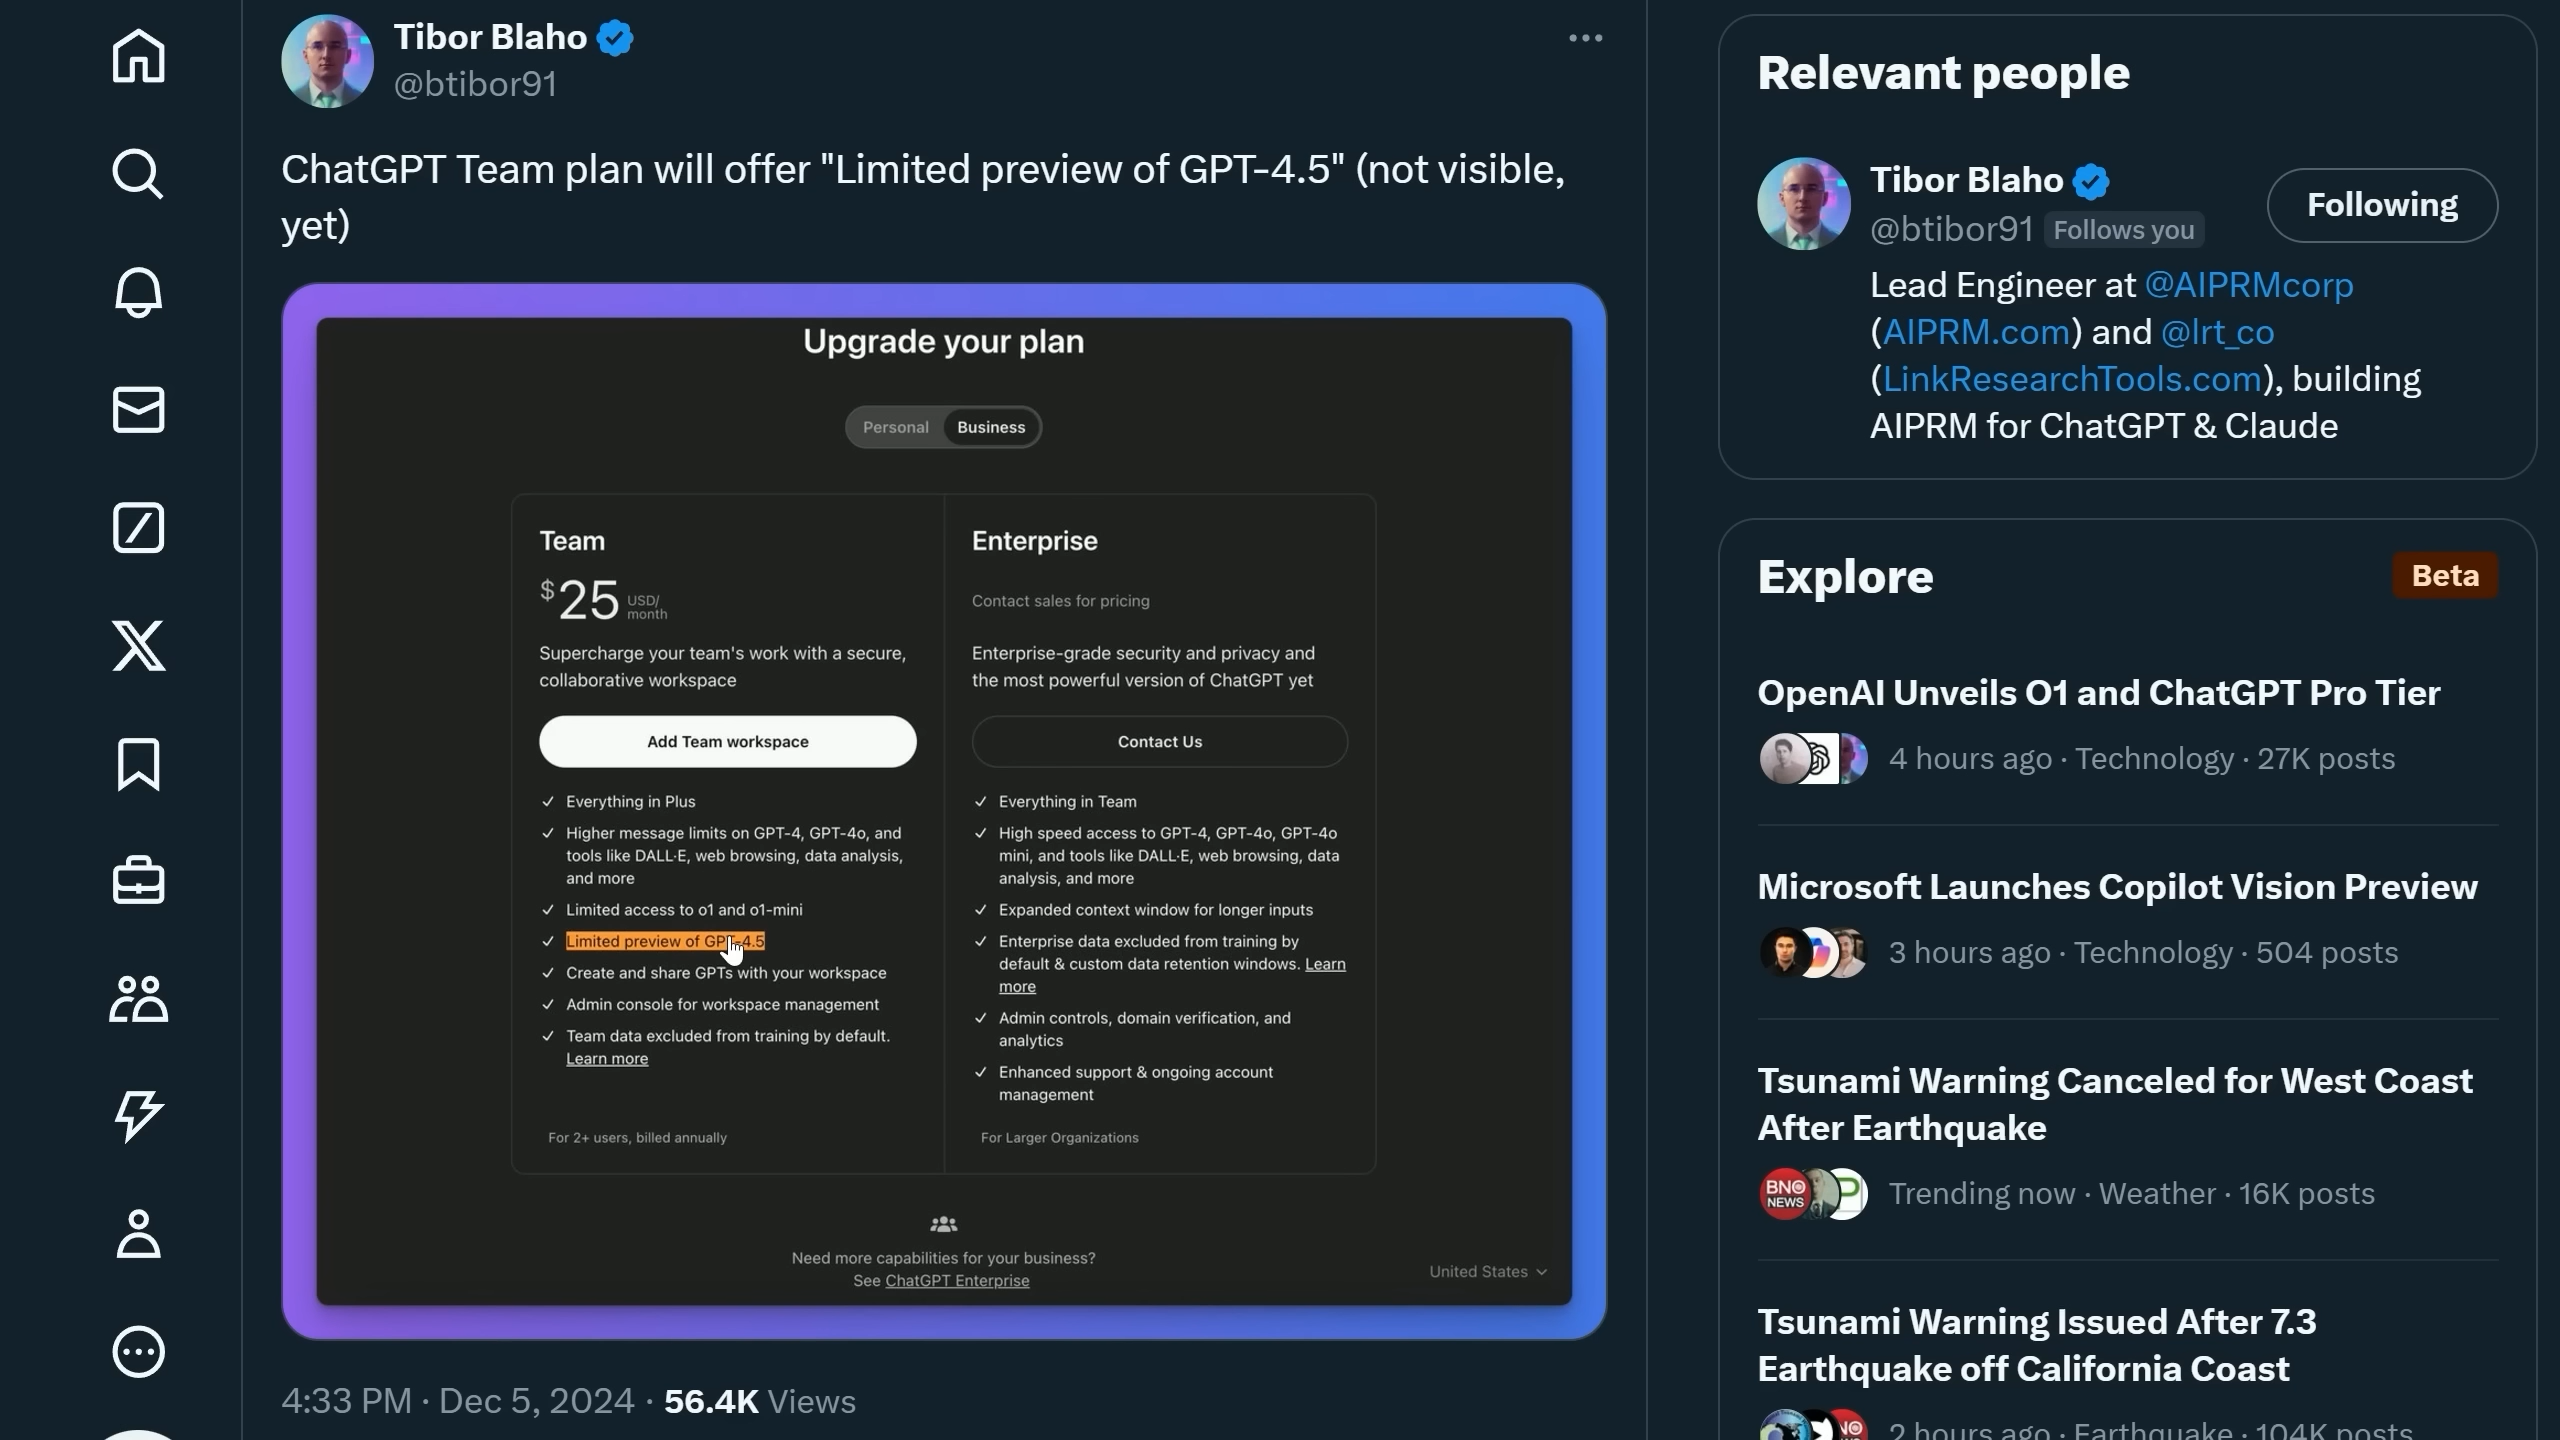 Tibor Blaho
@btibor91
ChatGPT Team plan will offer "Limited preview of GPT-4.5" (not visible,
yet)
Upgrade your plan
Personal
Business
Team
$25 USD/
month
Supercharge your team's work with a secure,
collaborative workspace
Add Team workspace
Everything in Plus
Higher message limits on GPT-4, GPT-4o, and
tools like DALL·E, web browsing, data analysis,
and more
Limited access to o1 and o1-mini
Limited preview of GPT-4.5
Create and share GPTs with your workspace
Admin console for workspace management
Team data excluded from training by default.
Learn more
For 2+ users, billed annually
Enterprise
Contact sales for pricing
Enterprise-grade security and privacy and
the most powerful version of ChatGPT yet
Contact Us
Everything in Team
High speed access to GPT-4, GPT-4o, GPT-4o
mini, and tools like DALL·E, web browsing, data
analysis, and more
Expanded context window for longer inputs
Enterprise data excluded from training by
default & custom data retention windows. Learn
more
Admin controls, domain verification, and
analytics
Enhanced support & ongoing account
management
For Larger Organizations
Need more capabilities for your business?
See ChatGPT Enterprise
United States
4:33 PM · Dec 5, 2024 · 56.4K Views
Relevant people
Tibor Blaho
@btibor91 Follows you
Following
Lead Engineer at @AIPRMcorp
(AIPRM.com) and @lrt_co
(LinkResearchTools.com), building
AIPRM for ChatGPT & Claude
Explore
Beta
OpenAI Unveils O1 and ChatGPT Pro Tier
4 hours ago · Technology · 27K posts
Microsoft Launches Copilot Vision Preview
3 hours ago · Technology · 504 posts
Tsunami Warning Canceled for West Coast
After Earthquake
BNO
NEWS
Trending now · Weather · 16K posts
Tsunami Warning Issued After 7.3
Earthquake off California Coast
2 hours ago · Earthquake · 104K posts